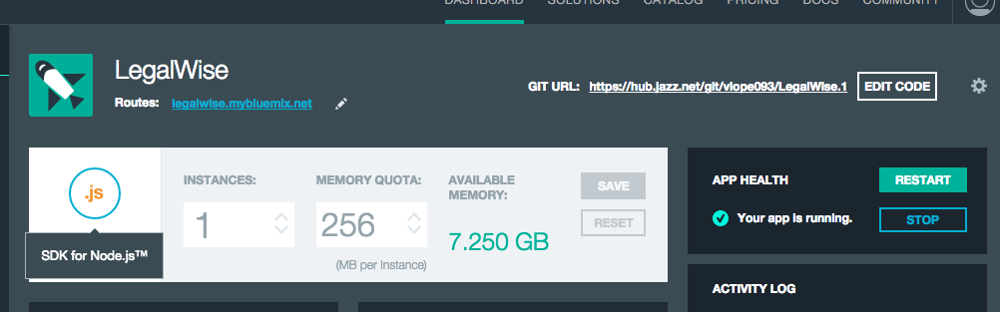 DASHBOARD SOLUTIONS CATALOG PRICING DOCS COMMUNITY
LegalWise
Routes: legalwise.mybluemix.net
GIT URL: https://hub.jazz.net/git/vlope093/LegalWise.1 EDIT CODE
.js
SDK for Node.js™
INSTANCES:
1
MEMORY QUOTA:
256
(MB per instance)
AVAILABLE
MEMORY:
7.250 GB
SAVE
RESET
APP HEALTH
RESTART
Your app is running.
STOP
ACTIVITY LOG